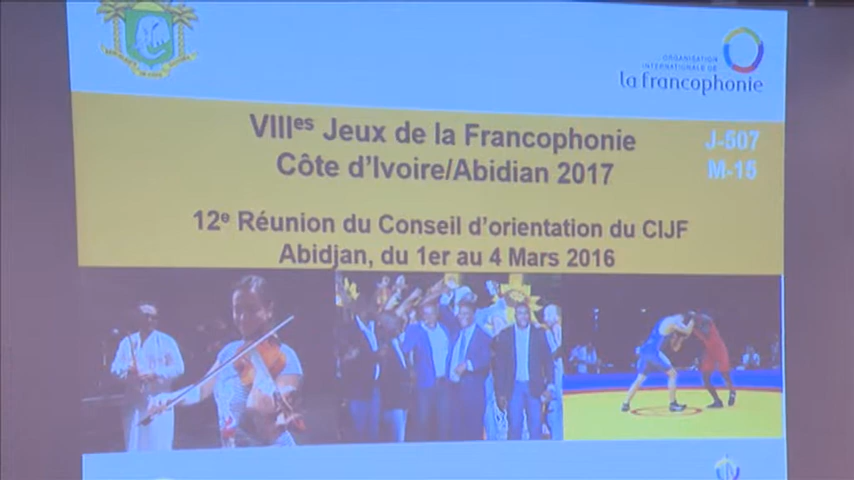 ORGANISATION
INTERNATIONALE DE
la francophonie
VIIIes Jeux de la Francophonie
Côte d'Ivoire/Abidian 2017
J-507
M-15
12e Réunion du Conseil d'orientation du CIJF
Abidjan, du 1er au 4 Mars 2016